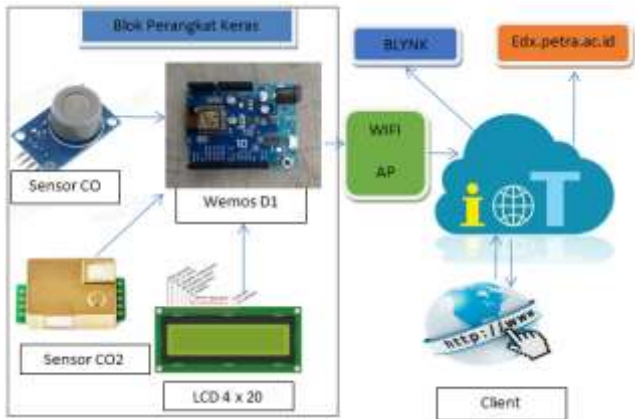 Blok Perangkat Keras
BLYNK
Edx.petra.ac.id
WIFI
AP
iOT
Sensor CO
Wemos D1
Sensor CO2
LCD 4 x 20
http://www
Client